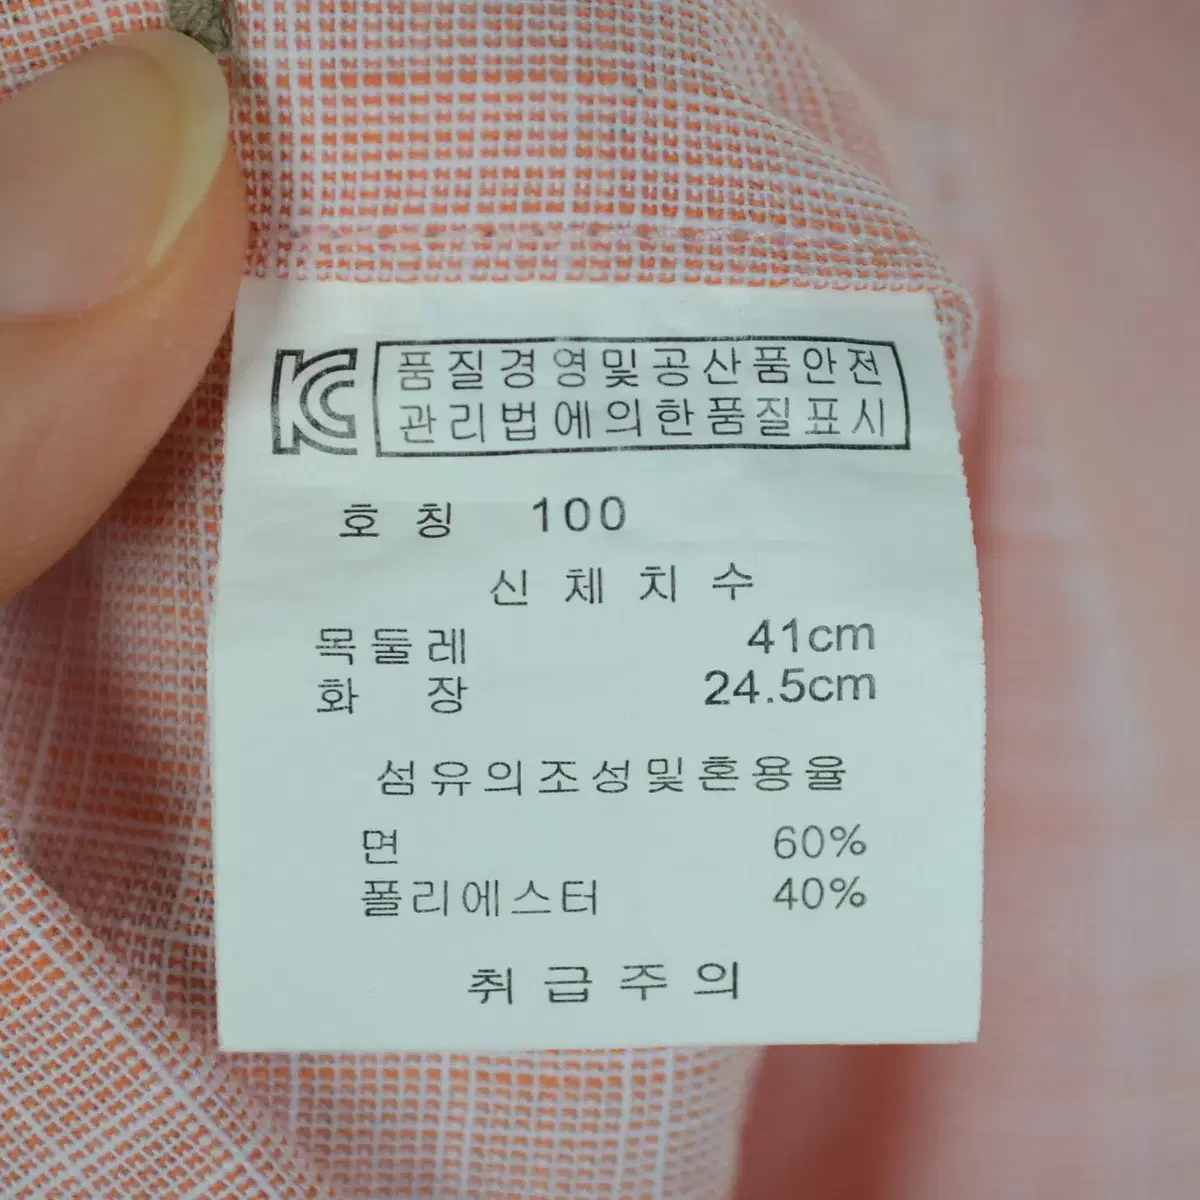 KC 품질경영및공산품안전
관리법에의한품질표시
호칭 100
신체치수
목둘레 41cm
화장 24.5cm
섬유의조성및혼용율
면 60%
폴리에스터 40%
취급주의